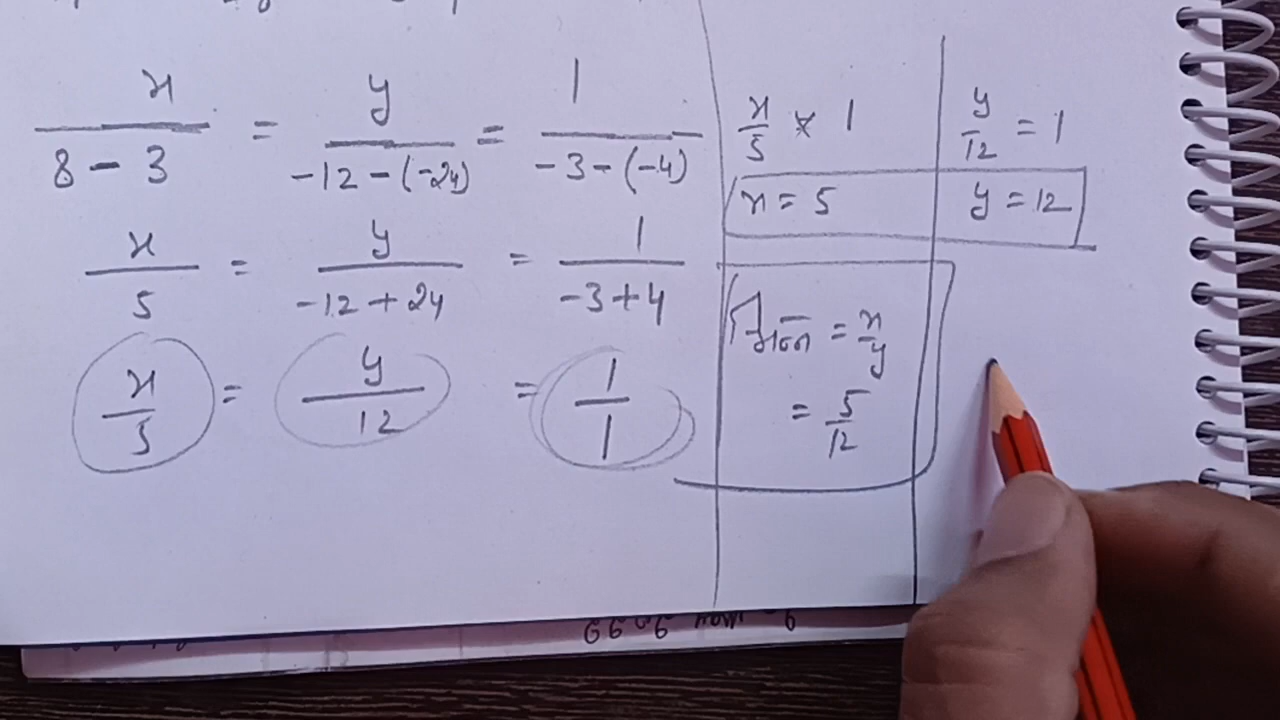 x/(8 - 3) = y/(-12-(-24)) = 1/(-3-(-4))
x/5 = y/(-12+24) = 1/(-3+4)
x/5 = y/12 = 1/1
x/5 = 1
x = 5
y/12 = 1
y = 12
भिन्न = x/y
= 5/12